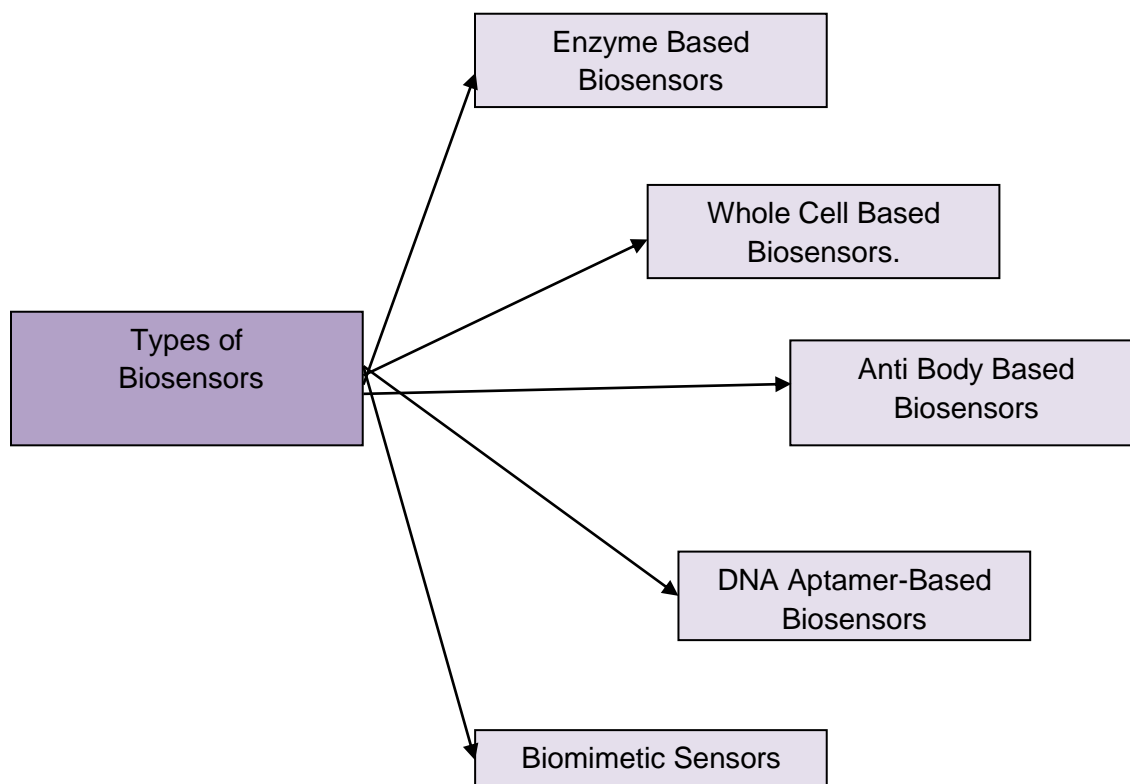 Enzyme Based
Biosensors
Whole Cell Based
Biosensors.
Types of
Biosensors
Anti Body Based
Biosensors
DNA Aptamer-Based
Biosensors
Biomimetic Sensors